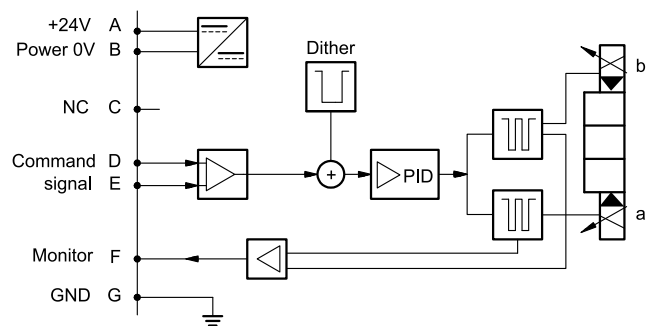 +24V A
Power 0V B
Dither
b
NC C
Command D
signal E
PID
a
Monitor F
GND G